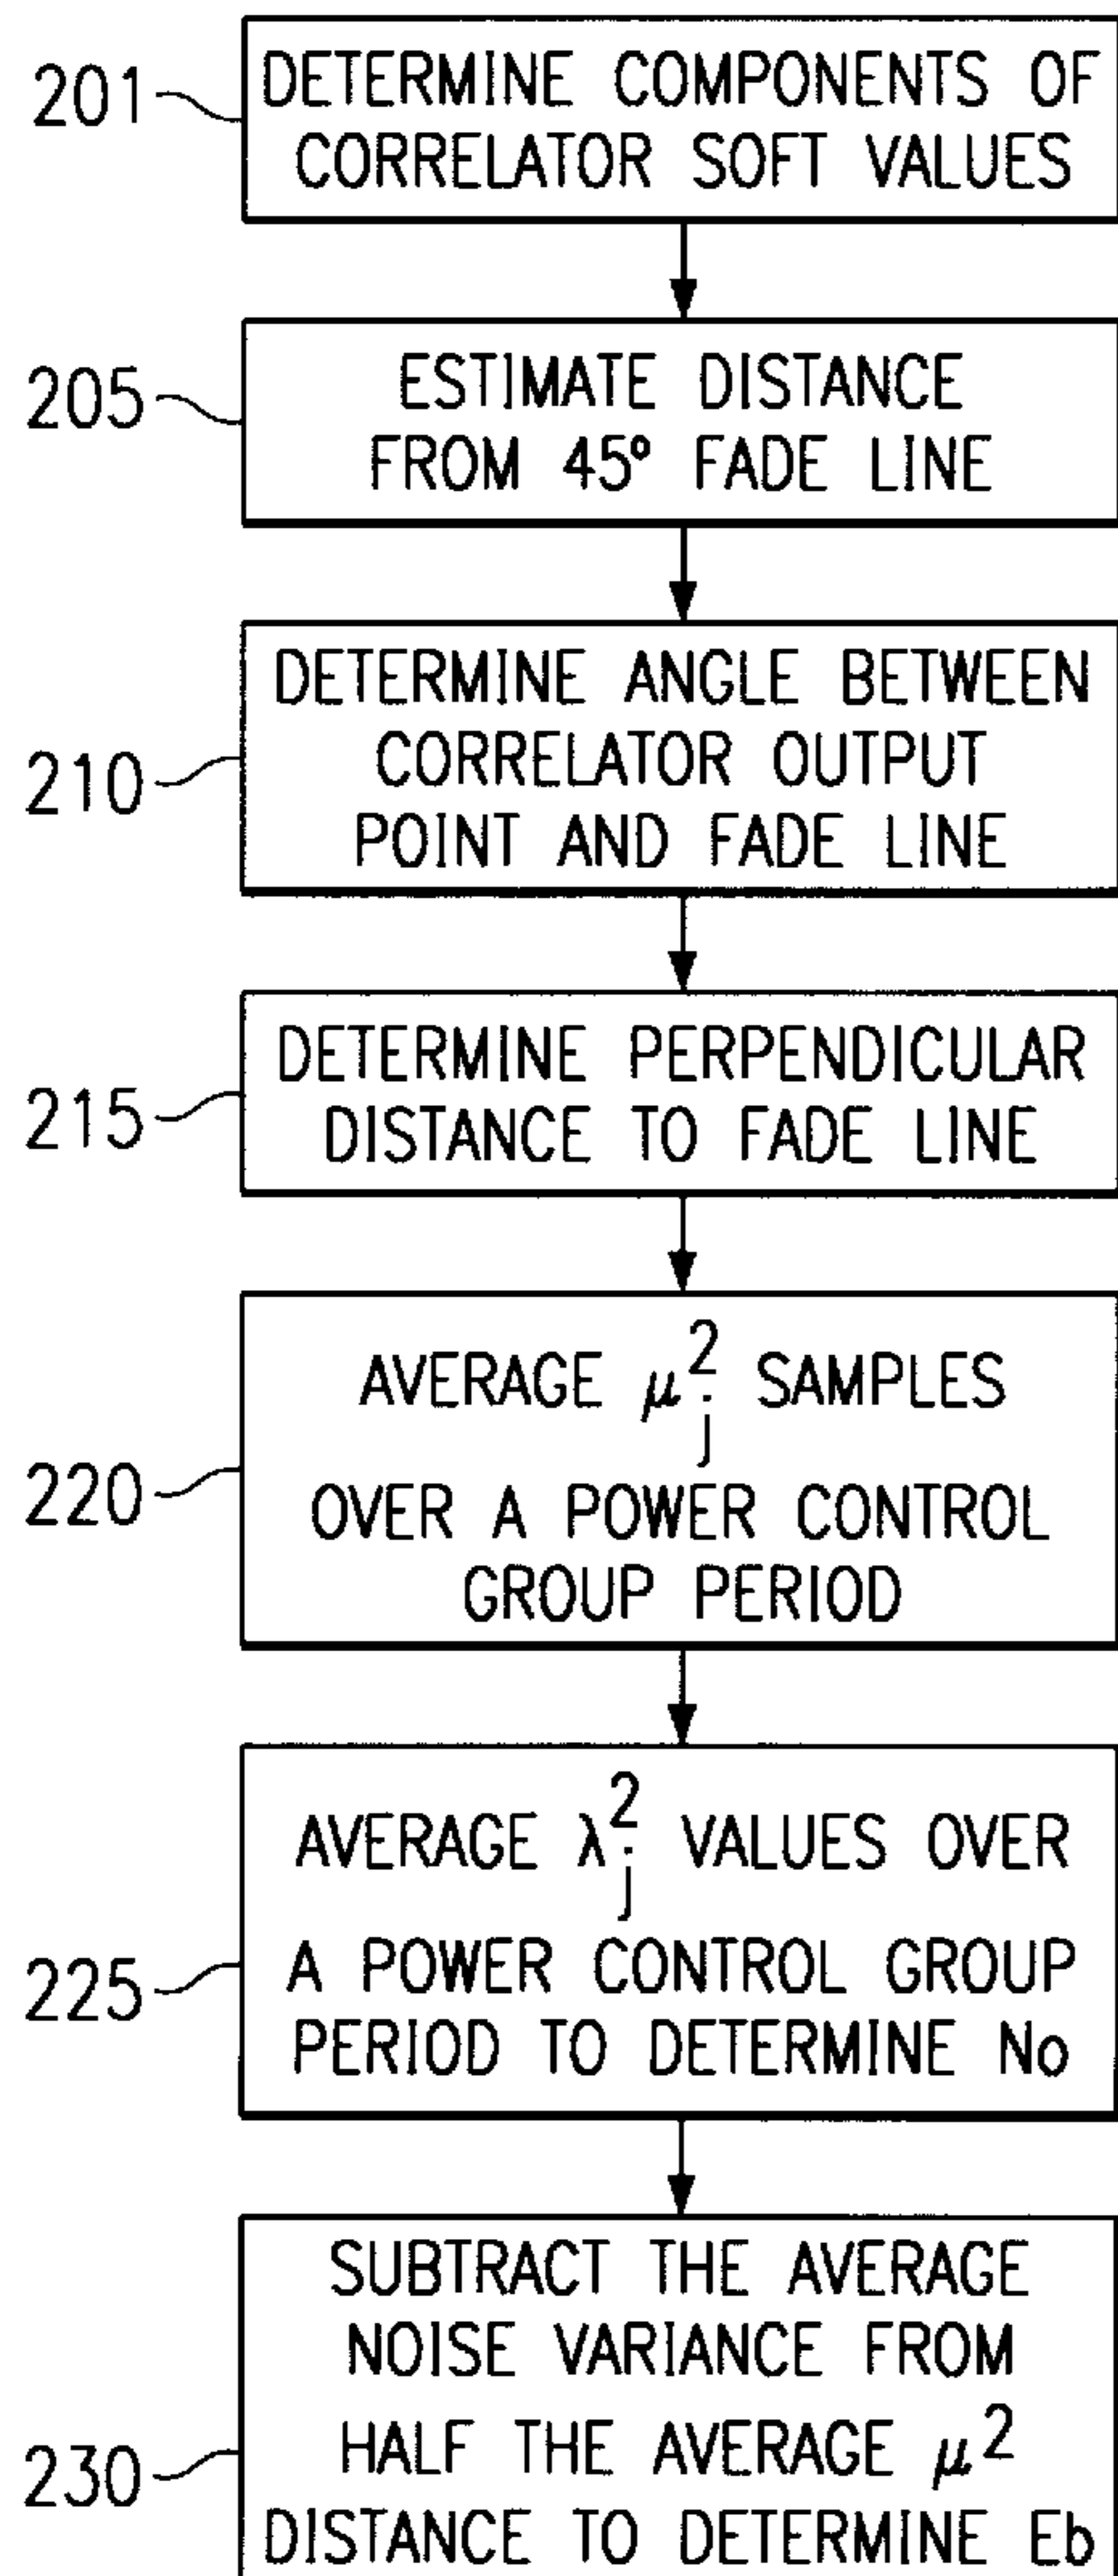 201
DETERMINE COMPONENTS OF
CORRELATOR SOFT VALUES
205
ESTIMATE DISTANCE
FROM 45° FADE LINE
210
DETERMINE ANGLE BETWEEN
CORRELATOR OUTPUT
POINT AND FADE LINE
215
DETERMINE PERPENDICULAR
DISTANCE TO FADE LINE
220
AVERAGE μ²ⱼ SAMPLES
OVER A POWER CONTROL
GROUP PERIOD
225
AVERAGE λ²ⱼ VALUES OVER
A POWER CONTROL GROUP
PERIOD TO DETERMINE No
230
SUBTRACT THE AVERAGE
NOISE VARIANCE FROM
HALF THE AVERAGE μ²
DISTANCE TO DETERMINE Eb